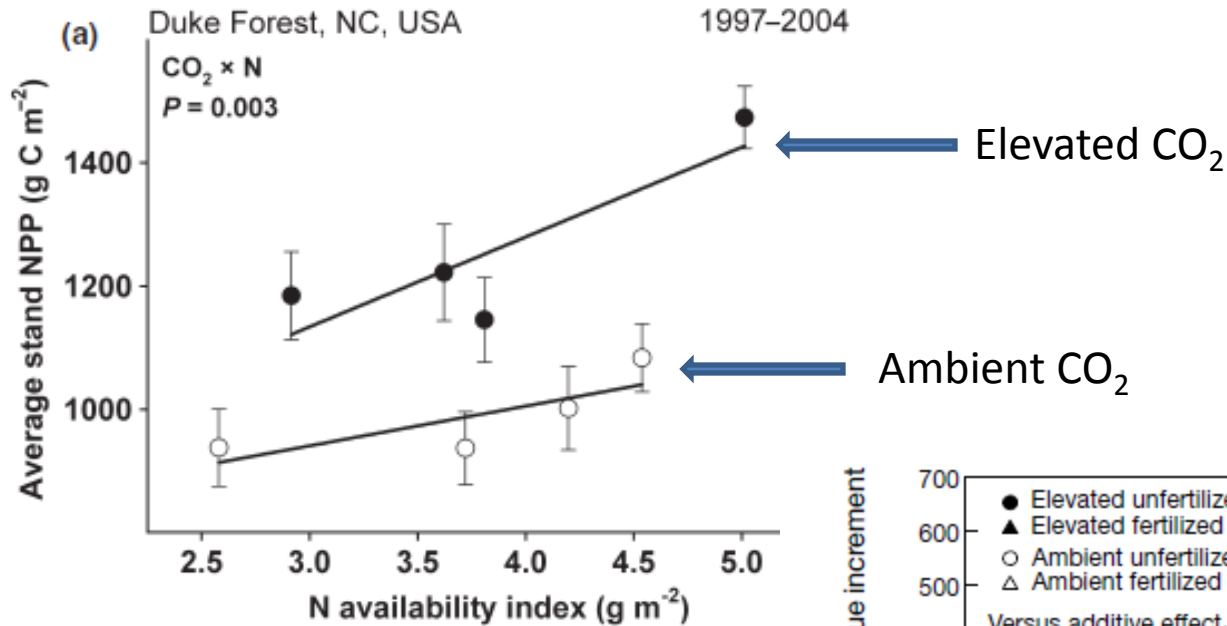 (a)
Duke Forest, NC, USA 1997–2004
CO₂ × N
P = 0.003
Average stand NPP (g C m⁻²)
1400
1200
1000
2.5 3.0 3.5 4.0 4.5 5.0
N availability index (g m⁻²)
Elevated CO₂
Ambient CO₂
increment
700
600
500
Elevated
Elevated fertilized
Ambient
Ambient fertilized
Versus additive effect